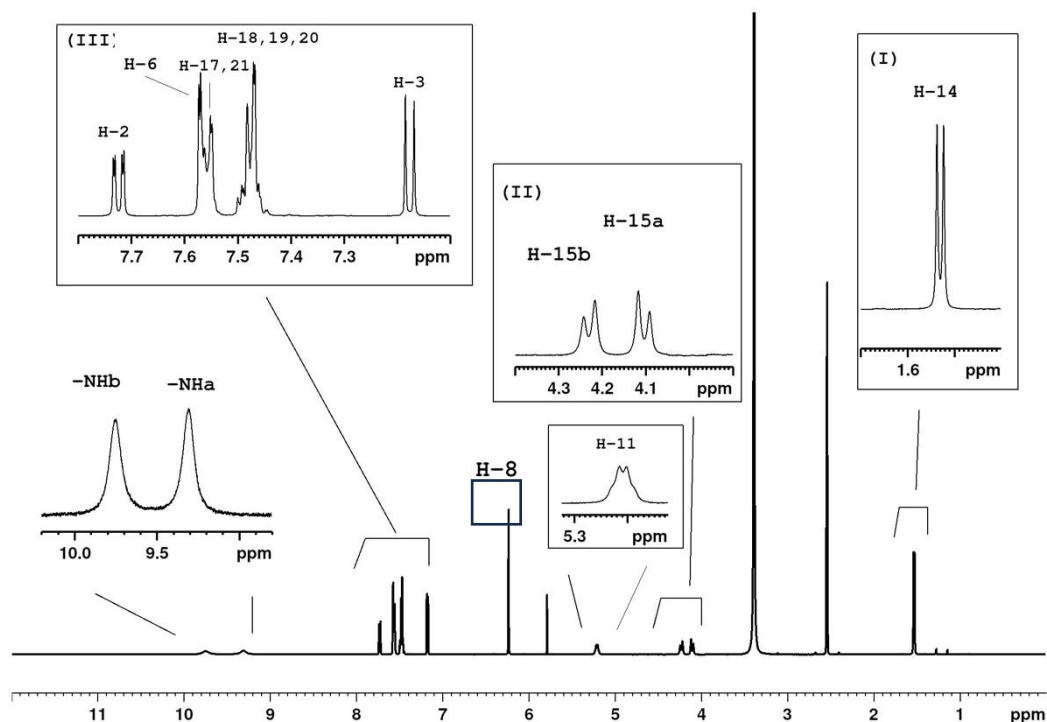 (III)
H-18,19,20
H-6
H-17,21
H-3
H-2
7.7 7.6 7.5 7.4 7.3 ppm
(I)
H-14
1.6
ppm
(II)
H-15a
H-15b
4.3 4.2 4.1 ppm
-NHb -NHa
10.0 9.5 ppm
H-8
H-11
5.3 ppm
11 10 9 8 7 6 5 4 3 2 1 ppm